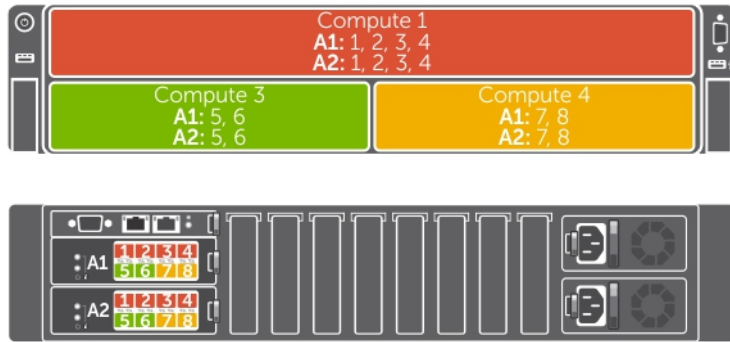 Compute 1
A1: 1, 2, 3, 4
A2: 1, 2, 3, 4
Compute 3
A1: 5, 6
A2: 5, 6
Compute 4
A1: 7, 8
A2: 7, 8
A1 1 2 3 4
5 6 7 8
A2 1 2 3 4
5 6 7 8